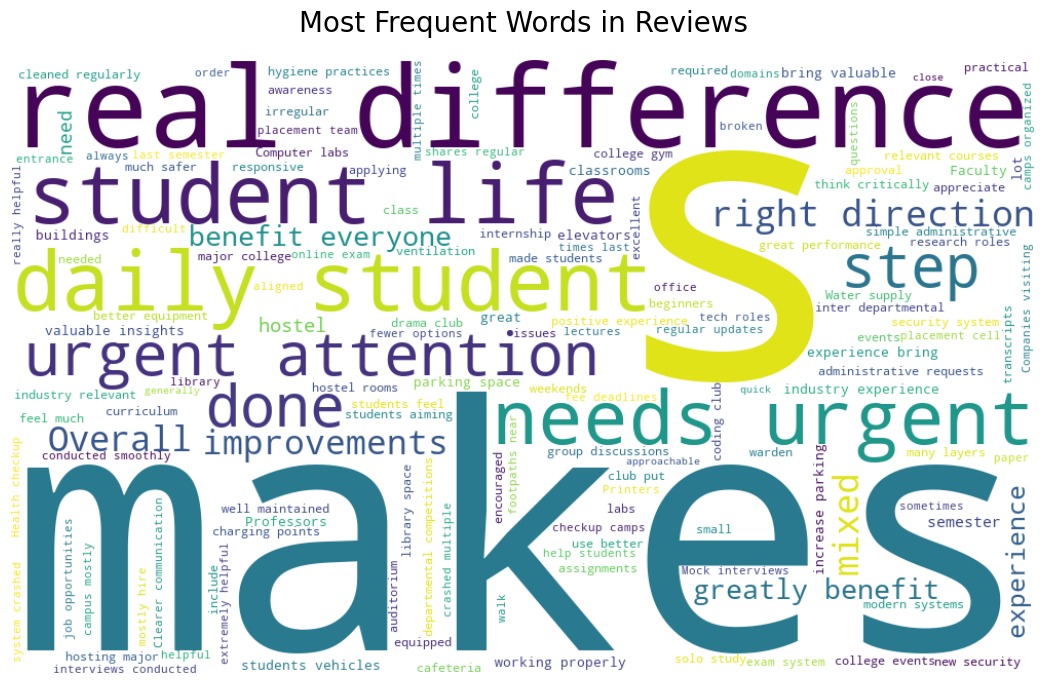 Most Frequent Words in Reviews
cleaned regularly
order
hygiene practices
awareness
irregular
placement team
multiple times
college
required
domains
bring valuable
close
practical
real difference
need
broken
questions
camps organized
entrance
always
last semester
much safer
Computer labs
responsive
applying
shares regular
college gym
classrooms
relevant courses
approval
Faculty
lot
think critically
appreciate
really helpful
student life
S
right direction
class
excellent
buildings
difficult
benefit everyone
internship
elevators
simple administrative
needed
major college
online exam
ventilation
made students
times last
great performance
research roles
daily student
step
aligned
office
beginners
Water supply
inter departmental
Companies visiting
better equipment
valuable insights
hostel
drama club
great
fewer options
issues
positive experience
lectures
tech roles
regular updates
security system
events
placement cell
transcripts
urgent attention
experience bring
administrative requests
library
hostel rooms
parking space
weekends
fee deadlines
quick
industry experience
industry relevant
generally
students feel
students aiming
feel much
curriculum
done
needs urgent
coding club
Overall
improvements
conducted smoothly
group discussions
approachable
warden
many layers
paper
system crashed
Health checkup
makes
encouraged
footpaths near
club put
Printers
labs
increase parking
mixed
sometimes
semester
experience
well maintained
Professors
charging points
library space
departmental competitions
crashed multiple
checkup camps
use better
help students
assignments
small
Mock interviews
greatly benefit
modern systems
job opportunities
campus mostly
mostly hire
Clearer communication
include
extremely helpful
auditorium
walk
equipped
hosting major
helpful
interviews conducted
students vehicles
cafeteria
working properly
solo study
exam system
college events
new security